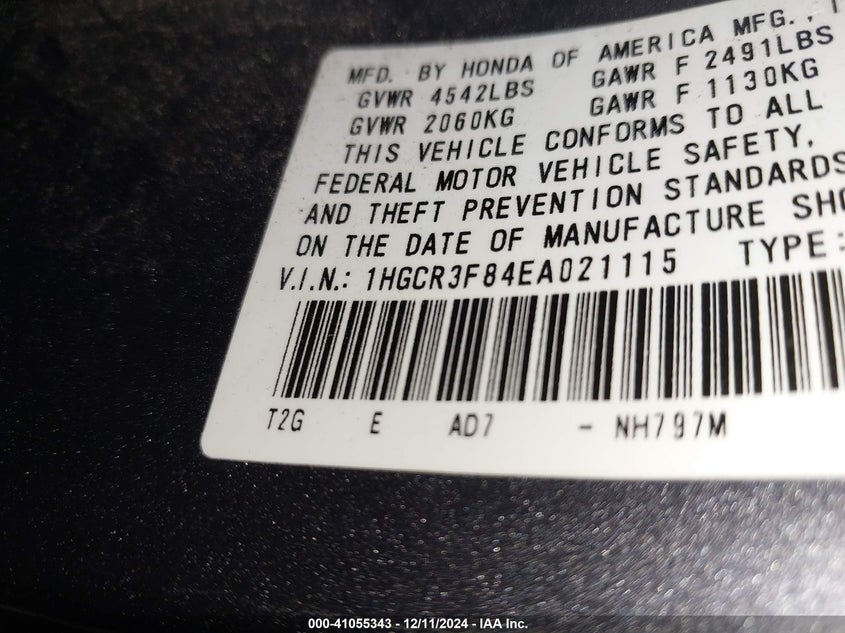 MFD. BY HONDA OF AMERICA MFG.,
GVWR 4542LBS GAWR F 2491LBS
GVWR 2060KG GAWR F 1130KG
THIS VEHICLE CONFORMS TO ALL
FEDERAL MOTOR VEHICLE SAFETY,
AND THEFT PREVENTION STANDARDS
ON THE DATE OF MANUFACTURE SHO
V.I.N.: 1HGCR3F84EA021115 TYPE:
T2G E AD7 - NH797M
000-41055343 - 12/11/2024 - IAA Inc.